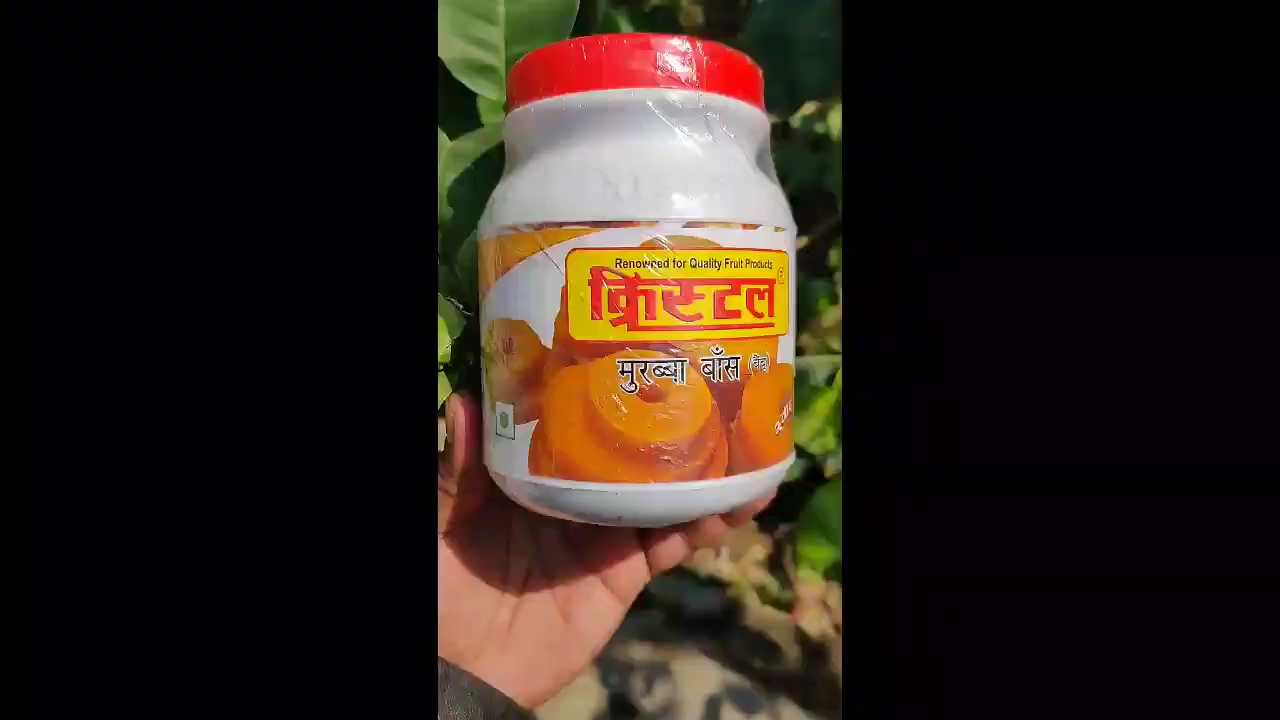 Renowned for Quality Fruit Products
क्रिस्टल ®
मुरब्बा बाँस (बैंबू)